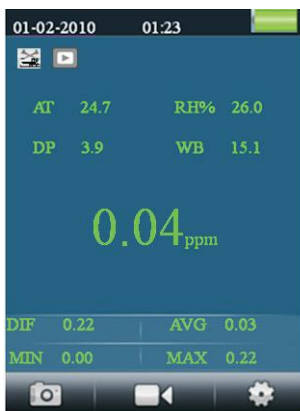 01-02-2010 01:23
AT 24.7 RH% 26.0
DP 3.9 WB 15.1
0.04ppm
DIF 0.22 AVG 0.03
MIN 0.00 MAX 0.22